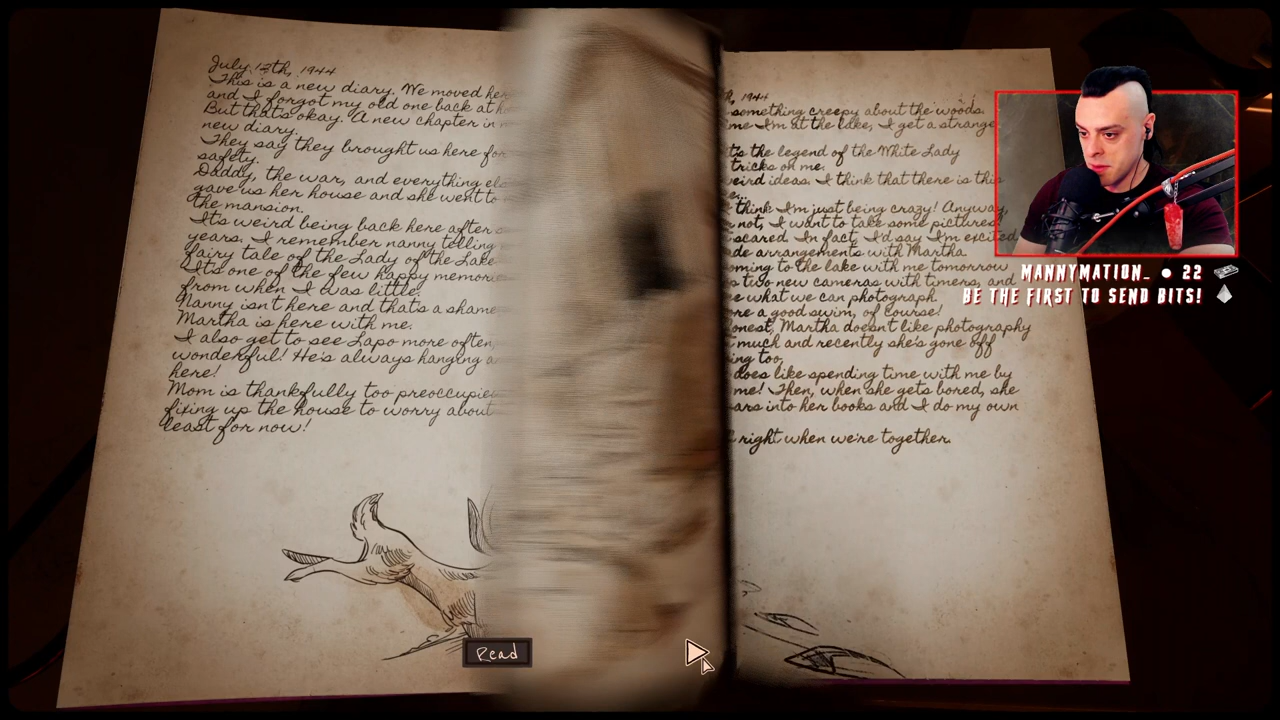 July 13th, 1944
This is a new diary. We moved her
and I forgot my old one back at h
But that's okay. A new chapter in m
new diary.
They say they brought us here for
safety.
Daddy, the war, and everything els
gave us her house and she went to
the mansion.
It's weird being back here after s
years. I remember nanny telling
fairy tale of the Lady of the Lake
It's one of the few happy memorie
from when I was little.
Nanny isn't here and thats a shame
Martha is here with me.
I also get to see Lapo more often,
wonderful! He's always hanging a
here!
Mom is thankfully too preoccupie
fixing up the house to worry about
least for now!
h, 1944
something creepy about the woods.
me I'm at the lake, I get a strange
t's the legend of the White Lady
tricks on me.
weird ideas. I think that there is this
think I'm just being crazy! Anyway,
not, I want to take some pictures!
scared. In fact, I'd say I'm excited
de arrangements with Martha
oming to the lake with me tomorrow
s two new cameras with timers, and
e what we can photograph.
ore a good swim, of course!
onest, Martha doesn't like photography
much and recently she's gone off
ing too,
does like spending time with me by
me! Then, when she gets bored, she
ars into her books and I do my own
right when we're together.
Read
MANNYMATION_ • 22
BE THE FIRST TO SEND BITS!